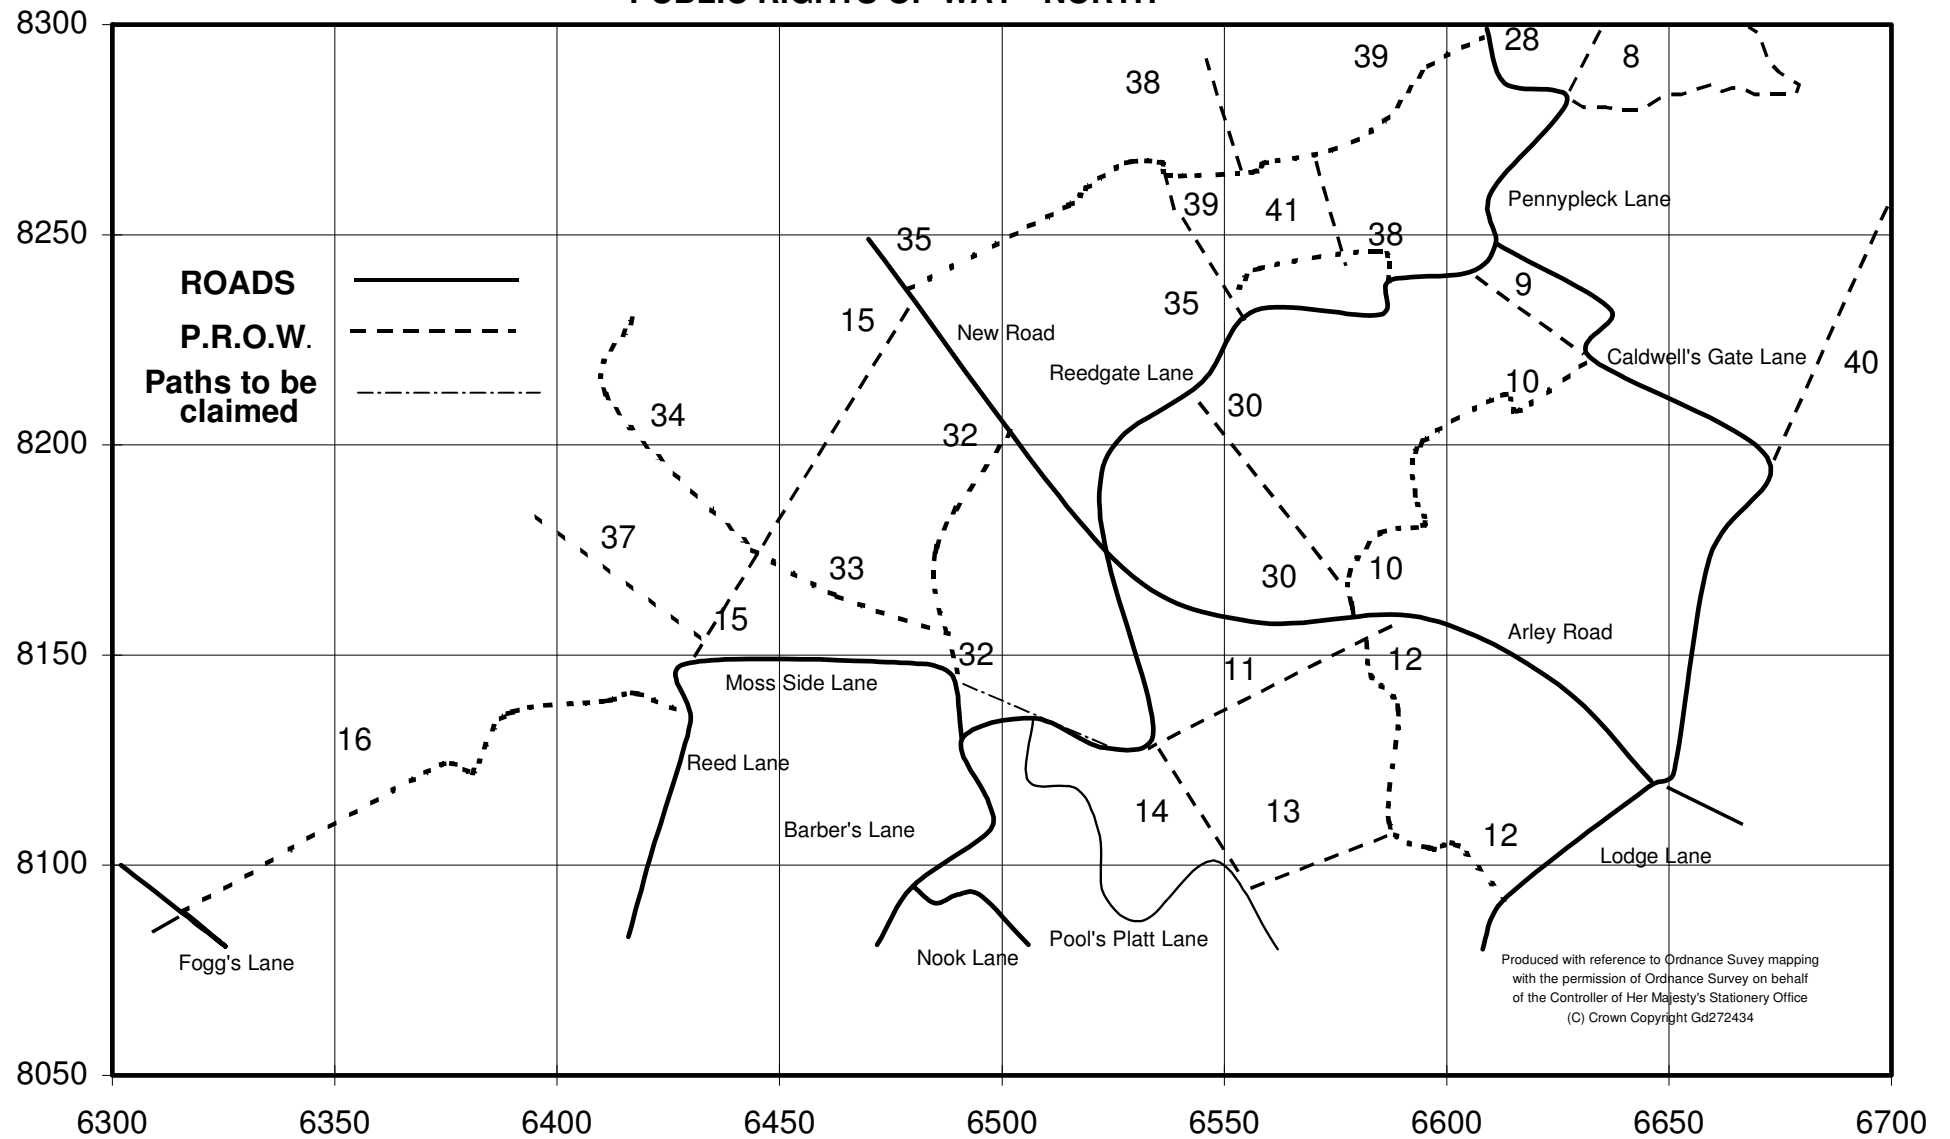 PUBLIC RIGHTS OF WAY - NORTH
8300
28
39
8
38
Pennypleck Lane
39
41
8250
35
38
ROADS
9
35
15
P.R.O.W.
New Road
Caldwell's Gate Lane
40
Reedgate Lane
Paths to be
claimed
10
34
30
8200
32
37
33
30
10
15
Arley Road
8150
32
12
11
Moss Side Lane
16
Reed Lane
14
13
Barber's Lane
12
Lodge Lane
8100
Pool's Platt Lane
Nook Lane
Fogg's Lane
Produced with reference to Ordnance Suvey mapping
with the permission of Ordnance Survey on behalf
of the Controller of Her Majesty's Stationery Office
(C) Crown Copyright Gd272434
8050
6300 6350 6400 6450 6500 6550 6600 6650 6700